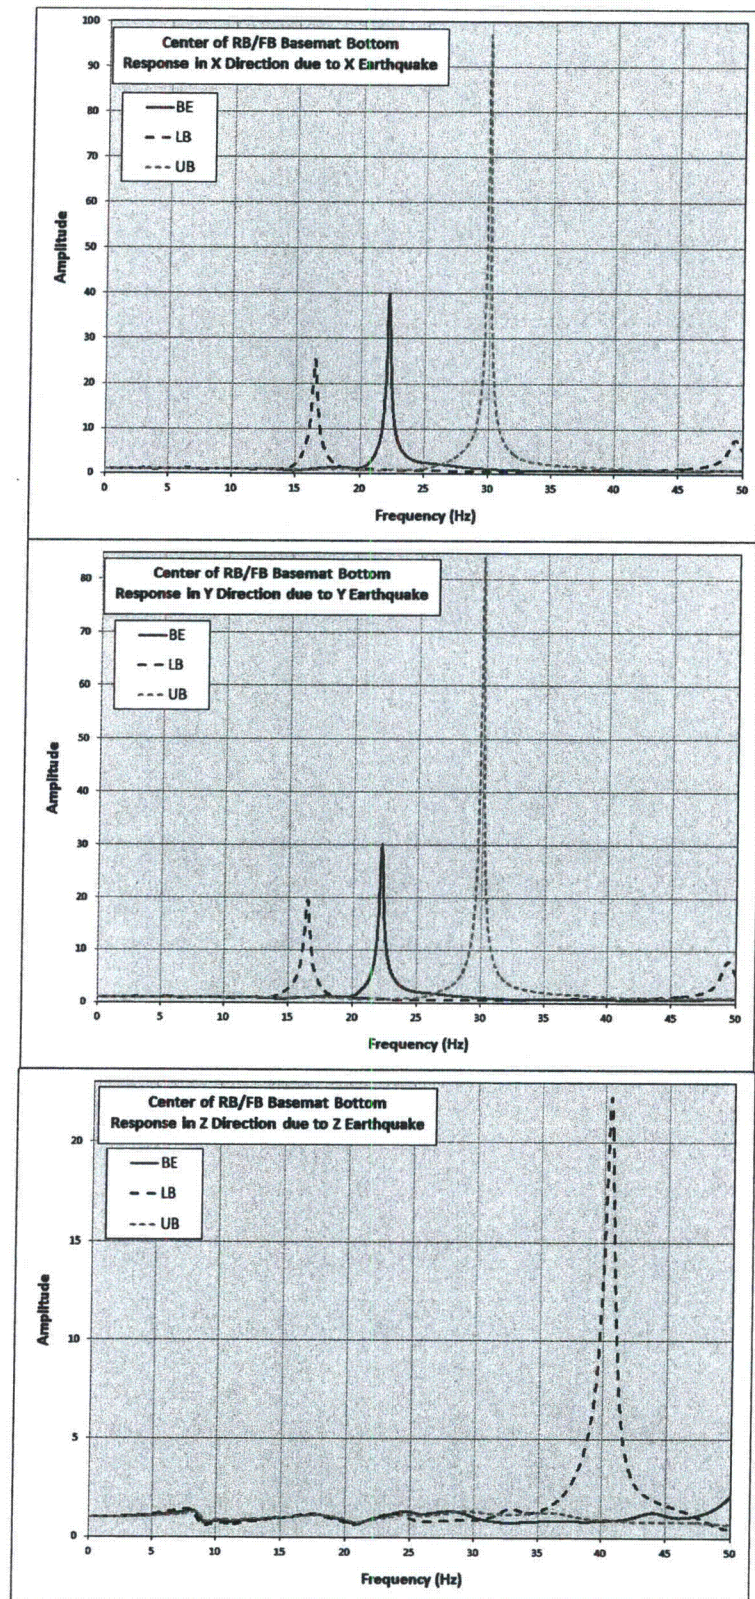 Center of RB/FB Basemat Bottom
Response in X Direction due to X Earthquake
BE
LB
UB
Amplitude
100
90
80
70
60
50
40
30
20
10
0
0 5 10 15 20 25 30 35 40 45 50
Frequency (Hz)
Center of RB/FB Basemat Bottom
Response in Y Direction due to Y Earthquake
BE
LB
UB
Amplitude
80
70
60
50
40
30
20
10
0
0 5 10 15 20 25 30 35 40 45 50
Frequency (Hz)
Center of RB/FB Basemat Bottom
Response in Z Direction due to Z Earthquake
BE
LB
UB
Amplitude
20
15
10
5
0
0 5 10 15 20 25 30 35 40 45 50
Frequency (Hz)